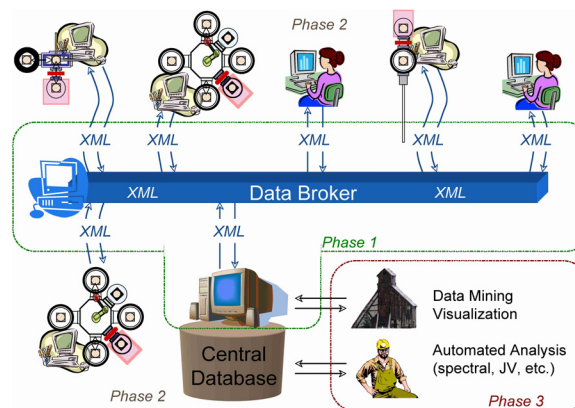 Phase 2
XML
XML
XML
XML
XML
XML
Data Broker
XML
XML
XML
Phase 1
Central
Database
Data Mining
Visualization
Automated Analysis
(spectral, JV, etc.)
Phase 2
Phase 3